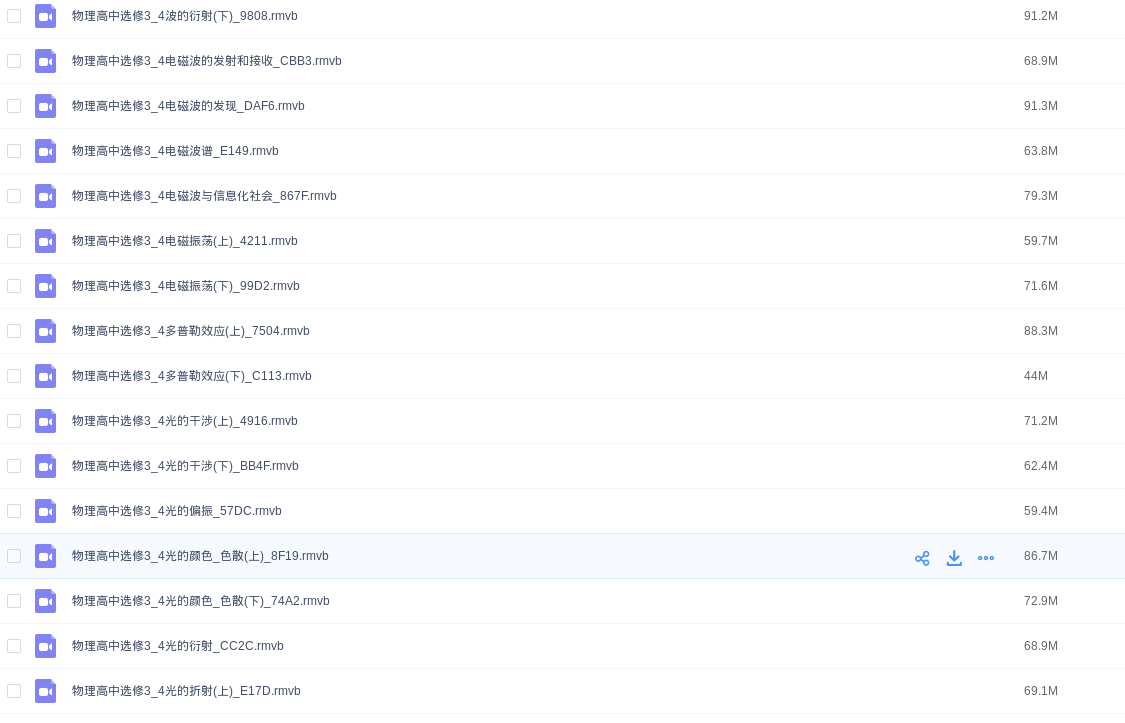 物理高中选修3_4波的衍射(下)_9808.rmvb 91.2M
物理高中选修3_4电磁波的发射和接收_CBB3.rmvb 68.9M
物理高中选修3_4电磁波的发现_DAF6.rmvb 91.3M
物理高中选修3_4电磁波谱_E149.rmvb 63.8M
物理高中选修3_4电磁波与信息化社会_867F.rmvb 79.3M
物理高中选修3_4电磁振荡(上)_4211.rmvb 59.7M
物理高中选修3_4电磁振荡(下)_99D2.rmvb 71.6M
物理高中选修3_4多普勒效应(上)_7504.rmvb 88.3M
物理高中选修3_4多普勒效应(下)_C113.rmvb 44M
物理高中选修3_4光的干涉(上)_4916.rmvb 71.2M
物理高中选修3_4光的干涉(下)_BB4F.rmvb 62.4M
物理高中选修3_4光的偏振_57DC.rmvb 59.4M
物理高中选修3_4光的颜色_色散(上)_8F19.rmvb 86.7M
物理高中选修3_4光的颜色_色散(下)_74A2.rmvb 72.9M
物理高中选修3_4光的衍射_CC2C.rmvb 68.9M
物理高中选修3_4光的折射(上)_E17D.rmvb 69.1M